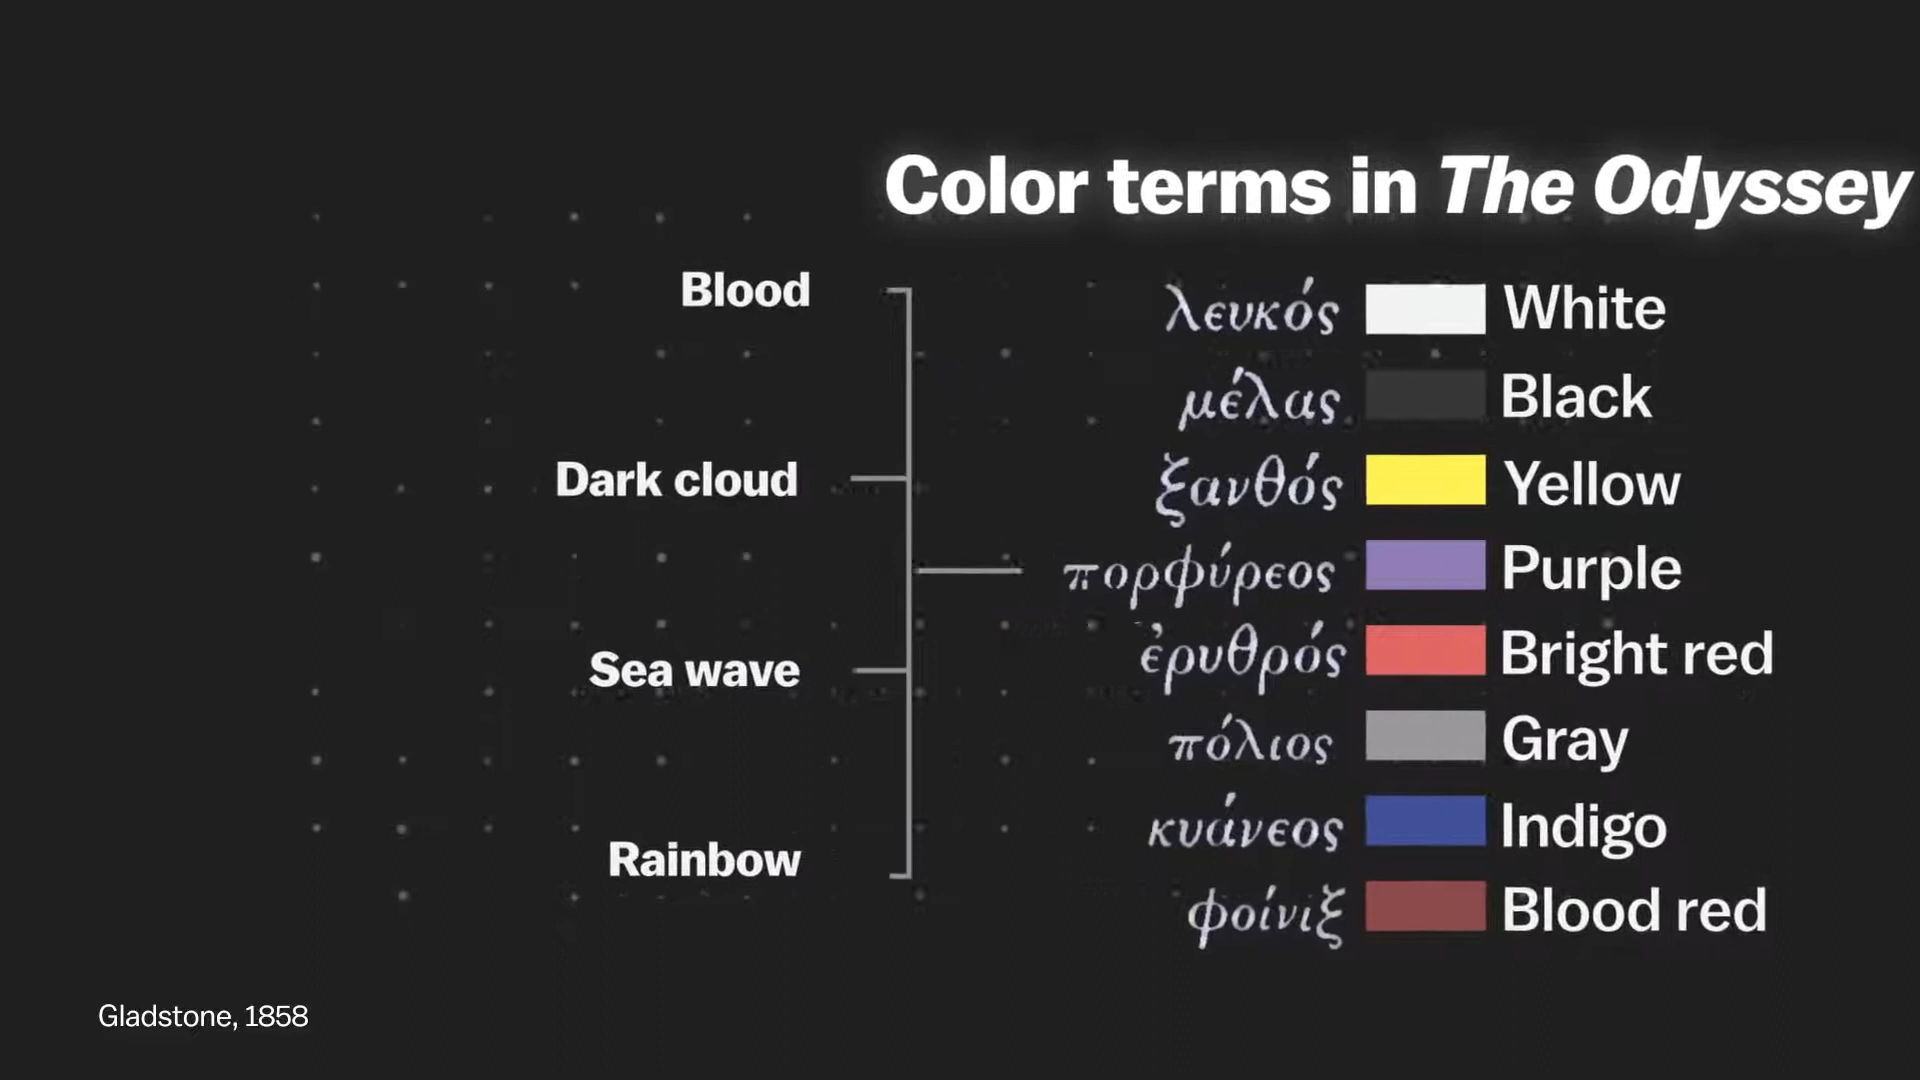 Color terms in The Odyssey
Blood
Dark cloud
Sea wave
Rainbow
λευκός White
μέλας Black
ξανθός Yellow
πορφύρεος Purple
ἐρυθρός Bright red
πόλιος Gray
κυάνεος Indigo
φοίνιξ Blood red
Gladstone, 1858